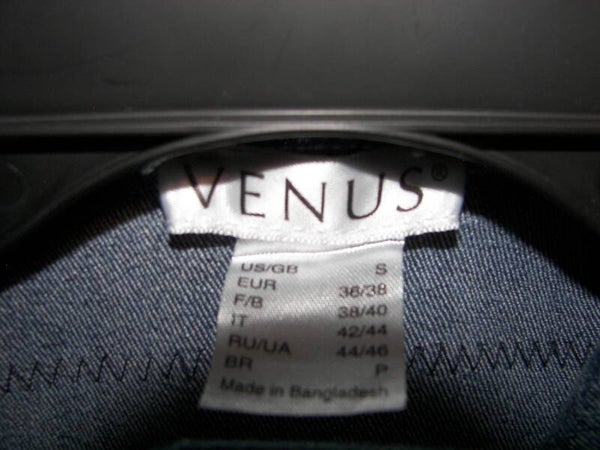 VENUS®
US/GB S
EUR 36/38
F/B 38/40
IT 42/44
RU/UA 44/46
BR P
Made in Bangladesh